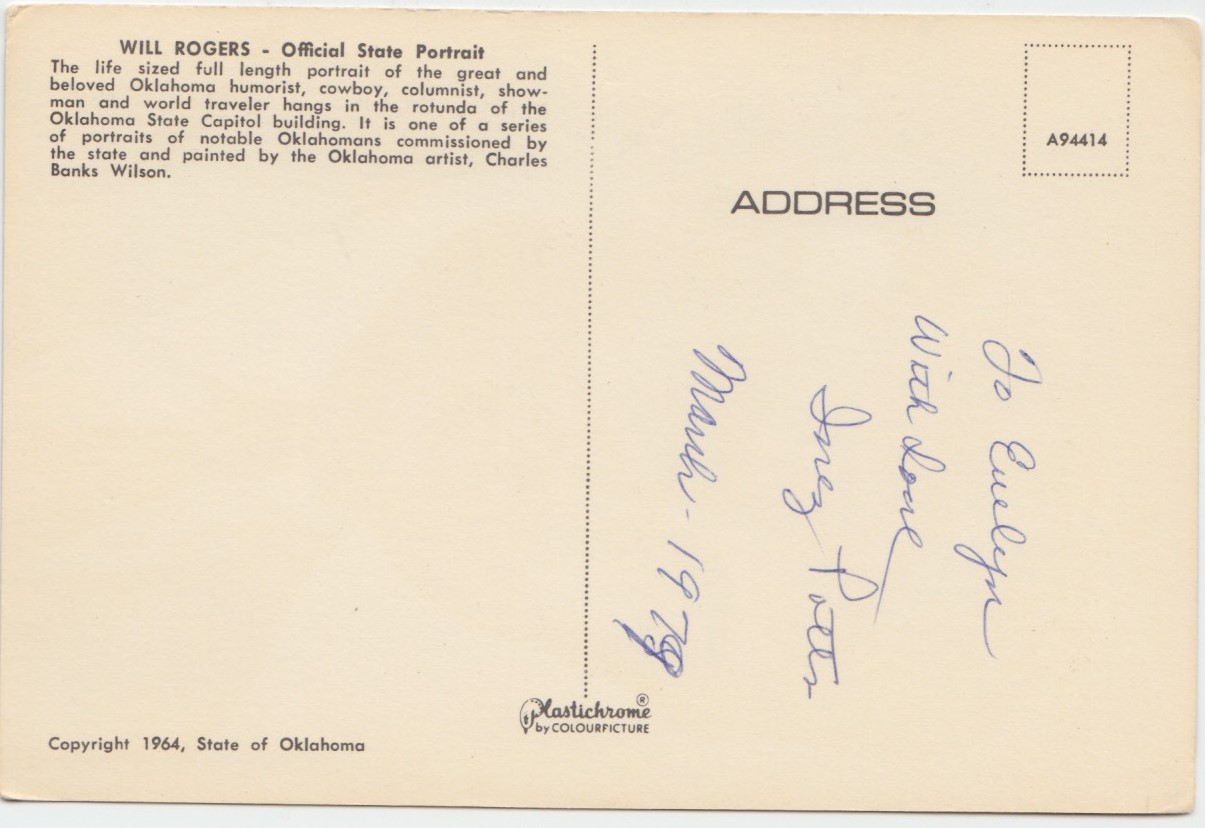 WILL ROGERS - Official State Portrait
The life sized full length portrait of the great and
beloved Oklahoma humorist, cowboy, columnist, show-
man and world traveler hangs in the rotunda of the
Oklahoma State Capitol building. It is one of a series
of portraits of notable Oklahomans commissioned by
the state and painted by the Oklahoma artist, Charles
Banks Wilson.
Copyright 1964, State of Oklahoma
Plastichrome®
by COLOURPICTURE
A94414
ADDRESS
To Evelyn
With Love
Inez Potts
March -